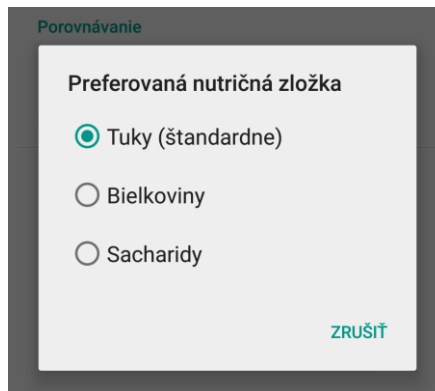 Porovnávanie
Preferovaná nutričná zložka
Tuky (štandardne)
Bielkoviny
Sacharidy
ZRUŠIŤ